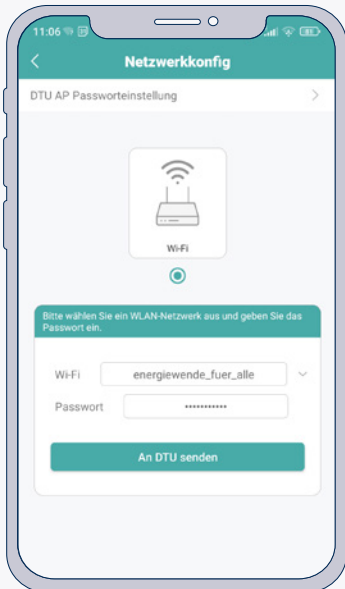 11:06
Netzwerkkonfig
DTU AP Passworteinstellung
Wi-Fi
Bitte wählen Sie ein WLAN-Netzwerk aus und geben Sie das
Passwort ein.
Wi-Fi energiewende_fuer_alle
Passwort •••••••••••
An DTU senden